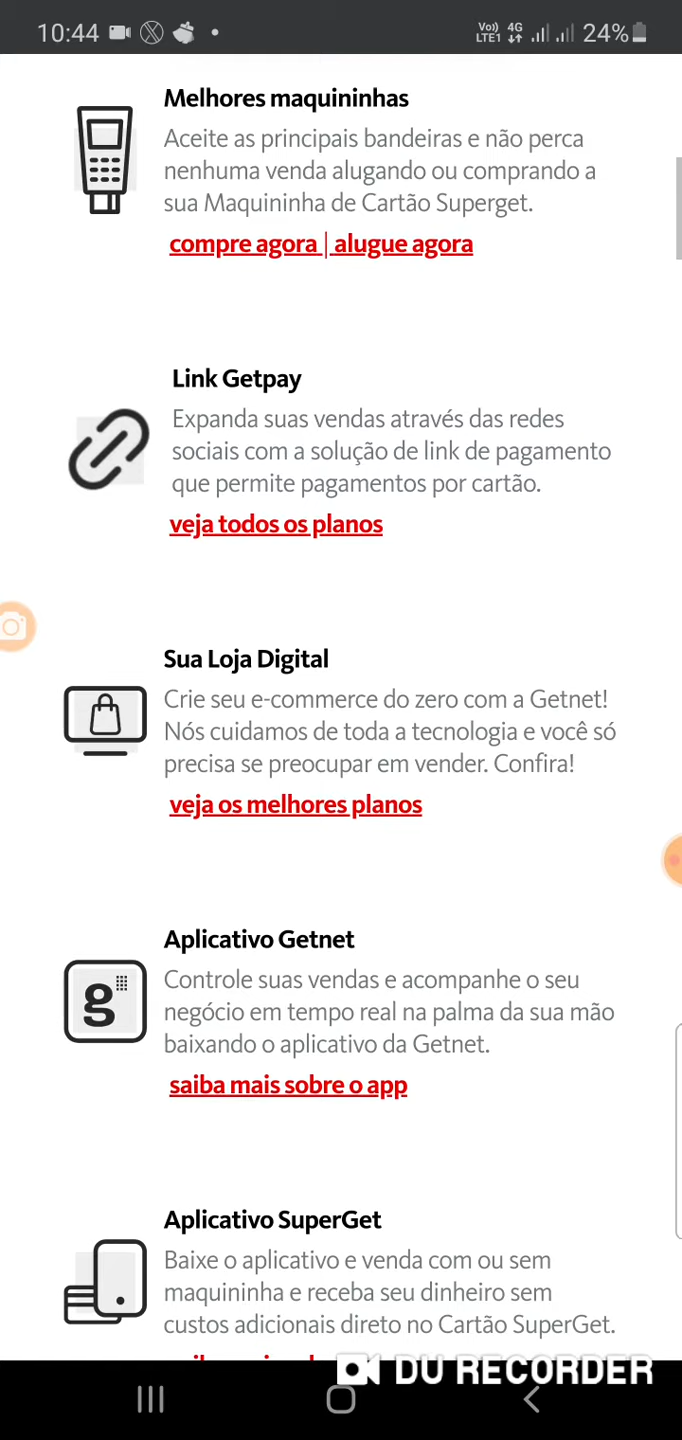 10:44
Vo)) 4G 24%
LTE1
Melhores maquininhas
Aceite as principais bandeiras e não perca
nenhuma venda alugando ou comprando a
sua Maquininha de Cartão Superget.
compre agora | alugue agora
Link Getpay
Expanda suas vendas através das redes
sociais com a solução de link de pagamento
que permite pagamentos por cartão.
veja todos os planos
Sua Loja Digital
Crie seu e-commerce do zero com a Getnet!
Nós cuidamos de toda a tecnologia e você só
precisa se preocupar em vender. Confira!
veja os melhores planos
Aplicativo Getnet
g
Controle suas vendas e acompanhe o seu
negócio em tempo real na palma da sua mão
baixando o aplicativo da Getnet.
saiba mais sobre o app
Aplicativo SuperGet
Baixe o aplicativo e venda com ou sem
maquininha e receba seu dinheiro sem
custos adicionais direto no Cartão SuperGet.
DU RECORDER